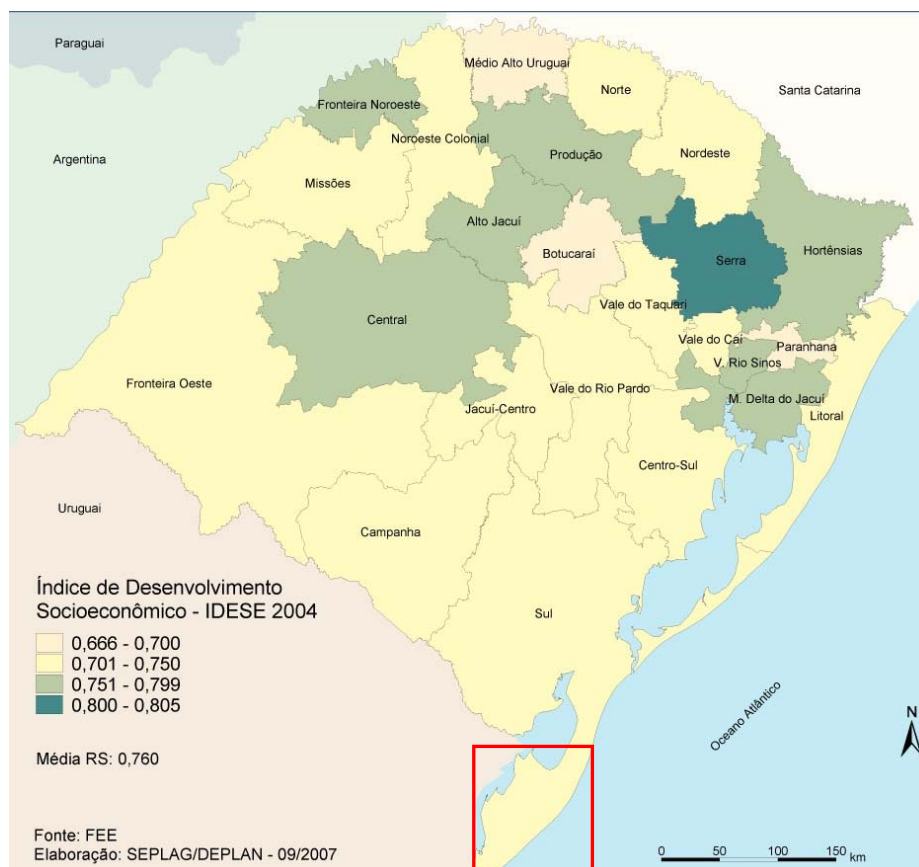 Paraguai
Médio Alto Uruguai
Norte
Santa Catarina
Fronteira Noroeste
Noroeste Colonial
Argentina
Produção
Nordeste
Missões
Alto Jacuí
Botucaraí
Serra
Hortênsias
Vale do Taquari
Central
Vale do Caí
Paranhana
V. Rio Sinos
Fronteira Oeste
Vale do Rio Pardo
M. Delta do Jacuí
Jacuí-Centro
Litoral
Centro-Sul
Uruguai
Campanha
Sul
Oceano Atlântico
Índice de Desenvolvimento
Socioeconômico - IDESE 2004
0,666 - 0,700
0,701 - 0,750
0,751 - 0,799
0,800 - 0,805
Média RS: 0,760
N
Fonte: FEE
Elaboração: SEPLAG/DEPLAN - 09/2007
0 50 100 150
km